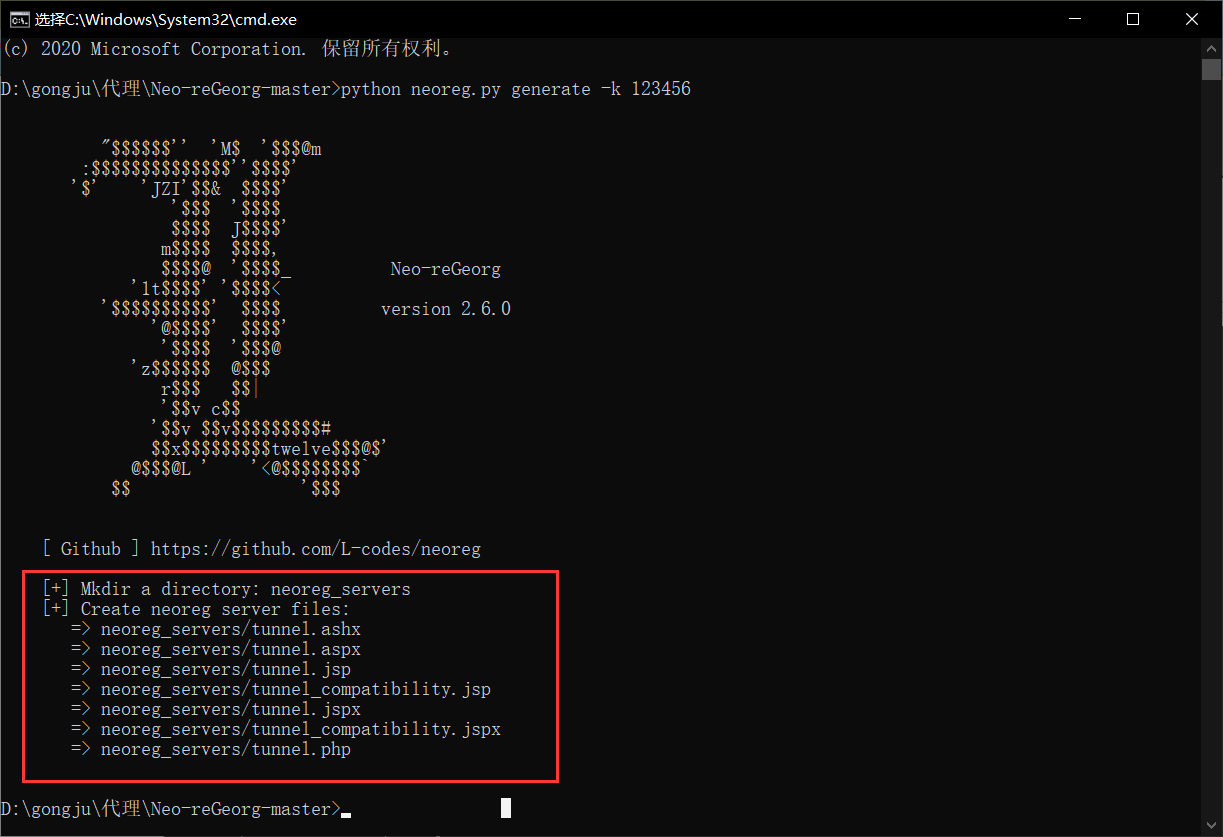 选择C:\Windows\System32\cmd.exe
(c) 2020 Microsoft Corporation. 保留所有权利。
D:\gongju\代理\Neo-reGeorg-master>python neoreg.py generate -k 123456
"$$$$$$'' 'M$ '$$$@m
:$$$$$$$$$$$$$$''$$$$'
'$' 'JZI'$$& $$$$'
'$$$ '$$$$
$$$$ J$$$$'
m$$$$ $$$$,
$$$$@ '$$$$_ Neo-reGeorg
'lt$$$$' '$$$$<
'$$$$$$$$$$' $$$$ version 2.6.0
'@$$$$' $$$$'
'$$$$ '$$$@
'z$$$$$$ @$$$
r$$$ $$|
'$$v c$$
'$$v $$v$$$$$$$$$#
$$x$$$$$$$$$twelve$$$@$'
@$$$@L ' '<@$$$$$$$$`
$$ '$$$
[ Github ] https://github.com/L-codes/neoreg
[+] Mkdir a directory: neoreg_servers
[+] Create neoreg server files:
=> neoreg_servers/tunnel.ashx
=> neoreg_servers/tunnel.aspx
=> neoreg_servers/tunnel.jsp
=> neoreg_servers/tunnel_compatibility.jsp
=> neoreg_servers/tunnel.jspx
=> neoreg_servers/tunnel_compatibility.jspx
=> neoreg_servers/tunnel.php
D:\gongju\代理\Neo-reGeorg-master>